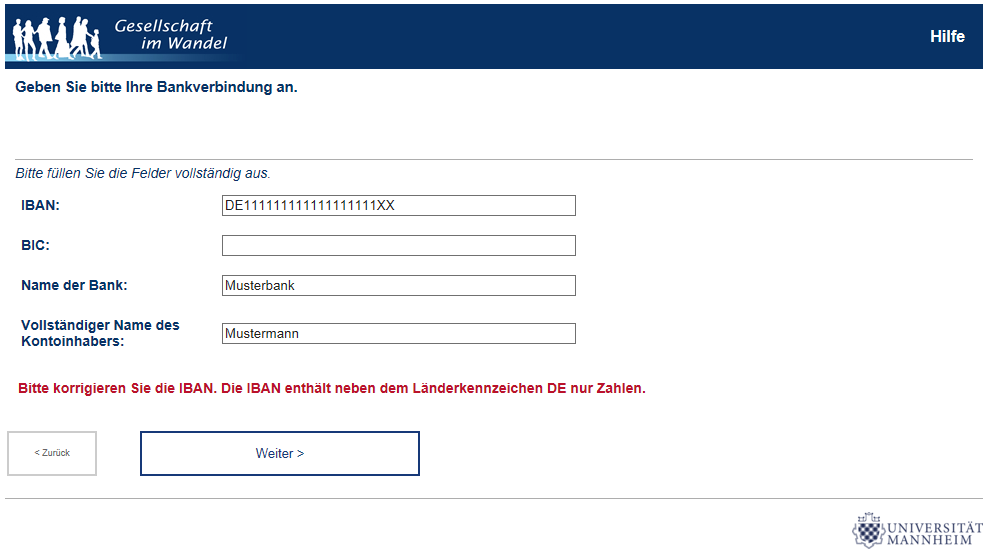 Gesellschaft
im Wandel
Hilfe
Geben Sie bitte Ihre Bankverbindung an.
Bitte füllen Sie die Felder vollständig aus.
IBAN: DE111111111111111111XX
BIC:
Name der Bank: Musterbank
Vollständiger Name des
Kontoinhabers: Mustermann
Bitte korrigieren Sie die IBAN. Die IBAN enthält neben dem Länderkennzeichen DE nur Zahlen.
< Zurück Weiter >
UNIVERSITÄT
MANNHEIM